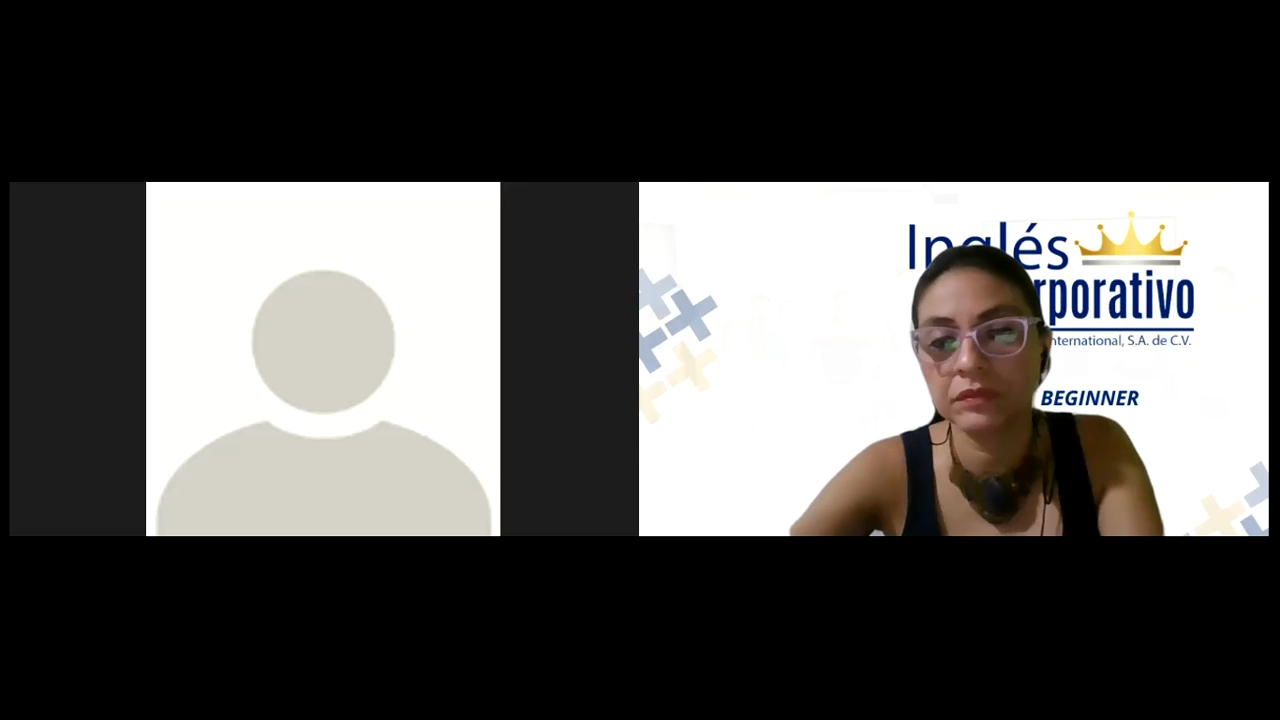 Inglés
rporativo
nternational, S.A. de C.V.
BEGINNER